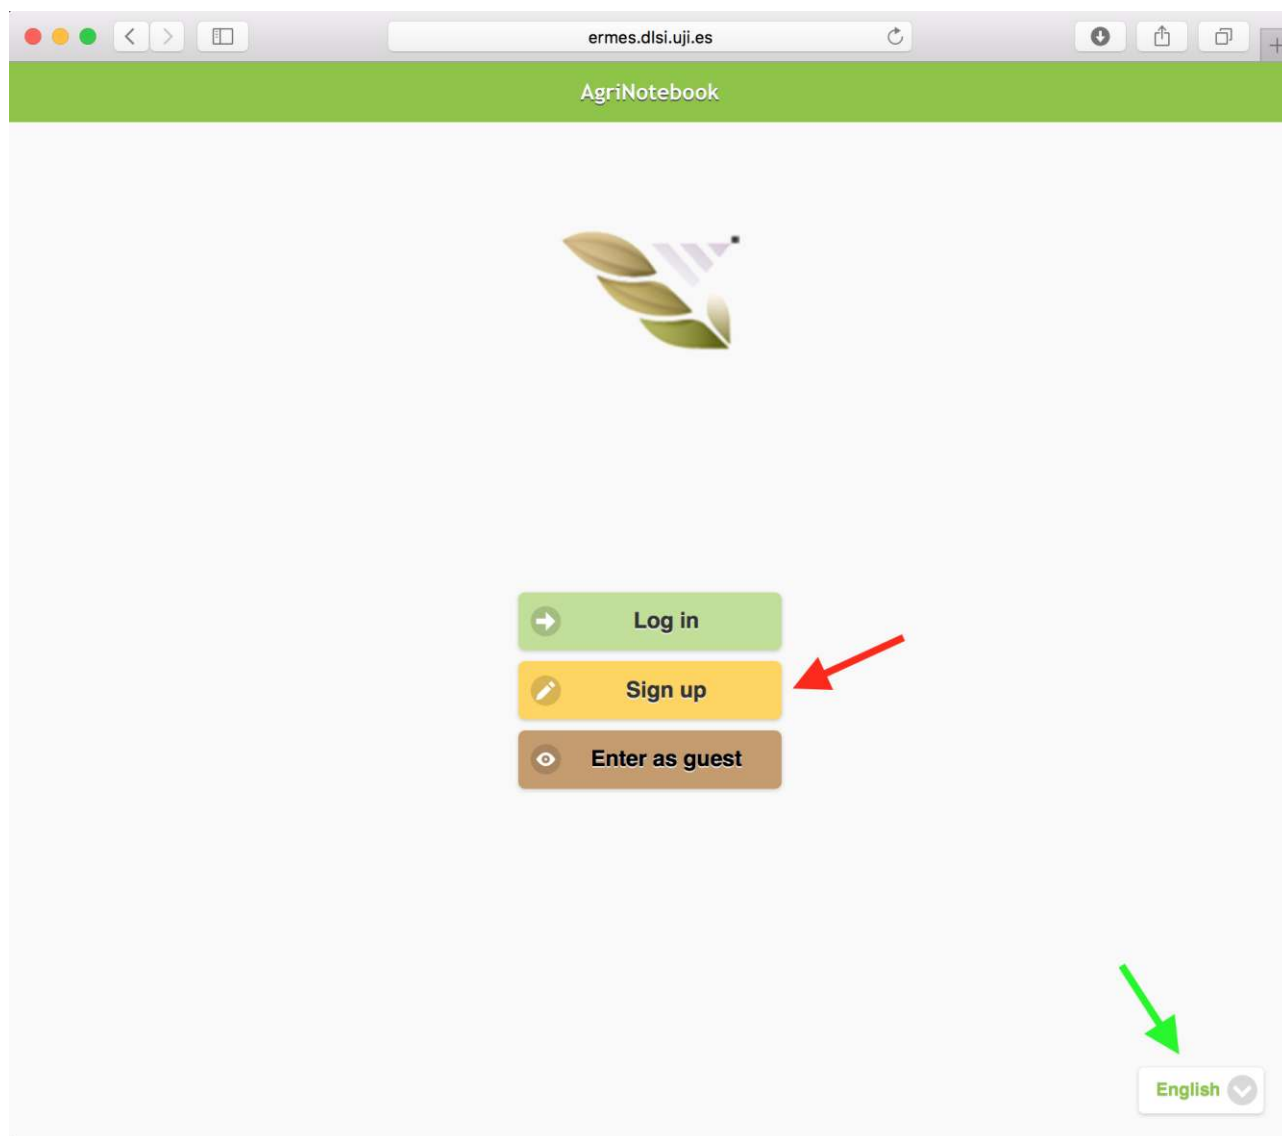 ermes.dlsi.uji.es
AgriNotebook
Log in
Sign up
Enter as guest
English